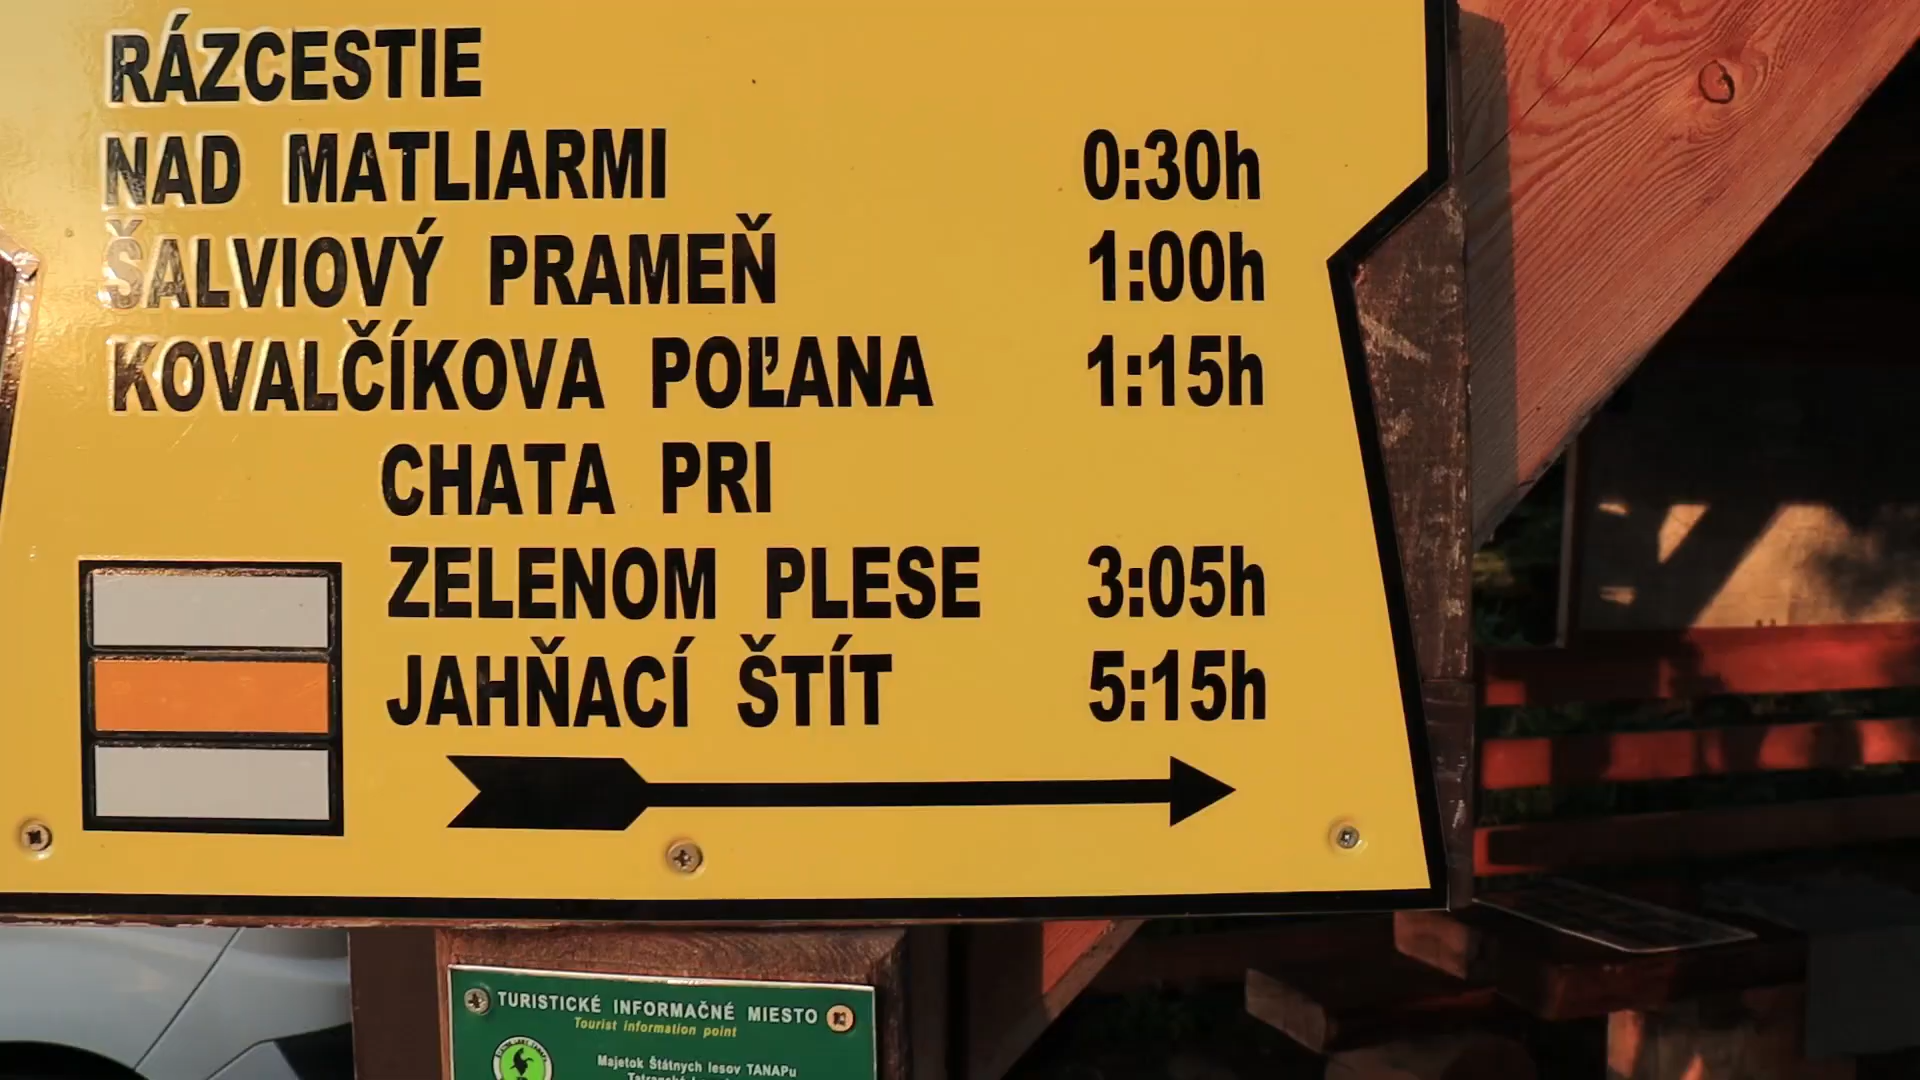 RÁZCESTIE
NAD MATLIARMI 0:30h
ŠALVIOVÝ PRAMEŇ 1:00h
KOVALČÍKOVA POĽANA 1:15h
CHATA PRI
ZELENOM PLESE 3:05h
JAHŇACÍ ŠTÍT 5:15h
TURISTICKÉ INFORMAČNÉ MIESTO
Tourist information point
Majetok Štátnych lesov TANAPu